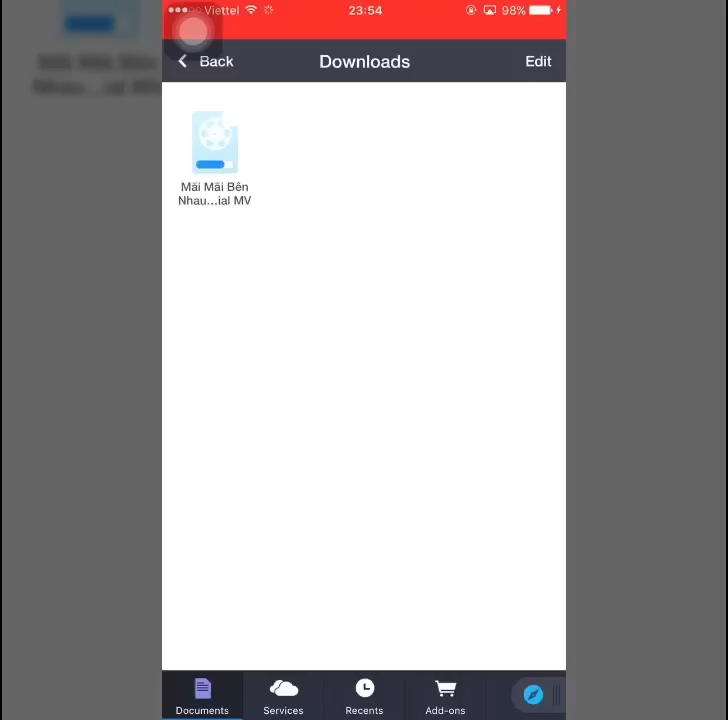 Viettel 23:54 98%
Back Downloads Edit
Mãi Mãi Bên
Nhau...ial MV
Documents Services Recents Add-ons